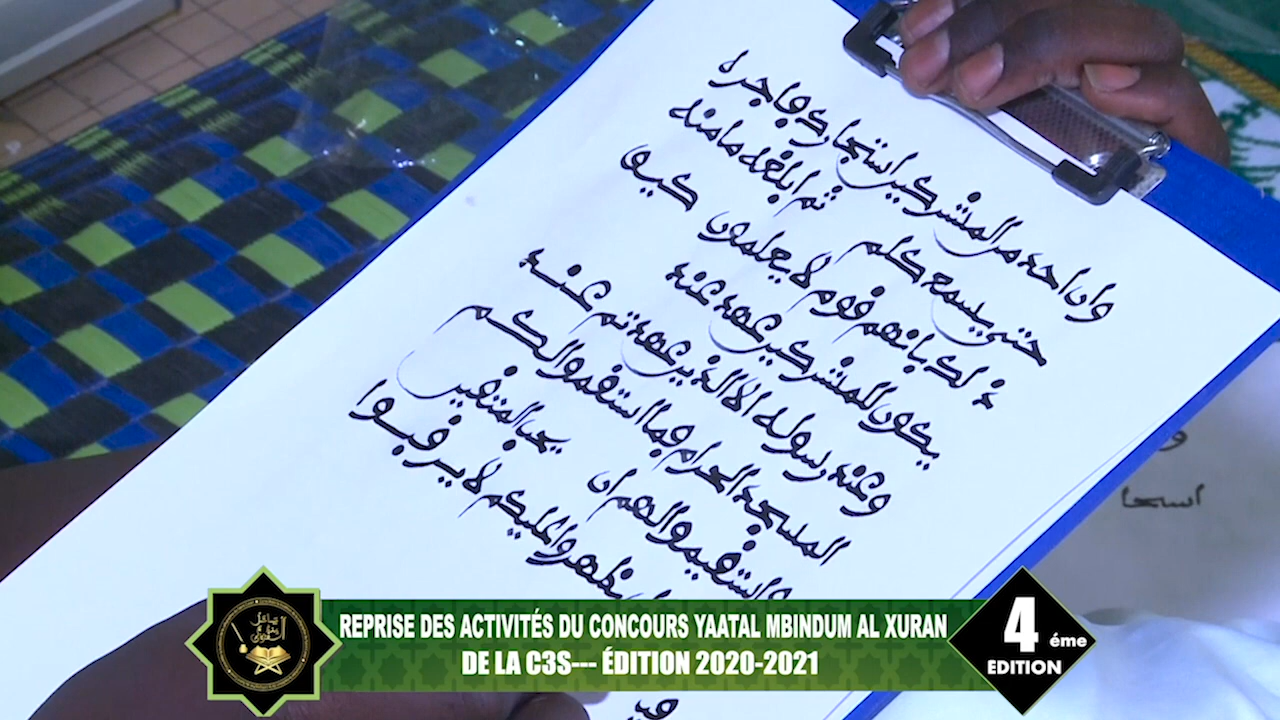 وان احد من المشركين استجارك فاجره
حتى يسمع كلم ثم ابلغه مامنه
ذلك بانهم قوم لا يعلمون كيف
يكون للمشركين عهد عند
وعند رسوله الا الذين عهدتم عند
المسجد الحرام فما استقموا لكم
فاستقيموا لهم ان يحب المتقين
يظهروا عليكم لا يرقبوا
REPRISE DES ACTIVITÉS DU CONCOURS YAATAL MBINDUM AL XURAN
DE LA C3S--- ÉDITION 2020-2021
4 éme
EDITION